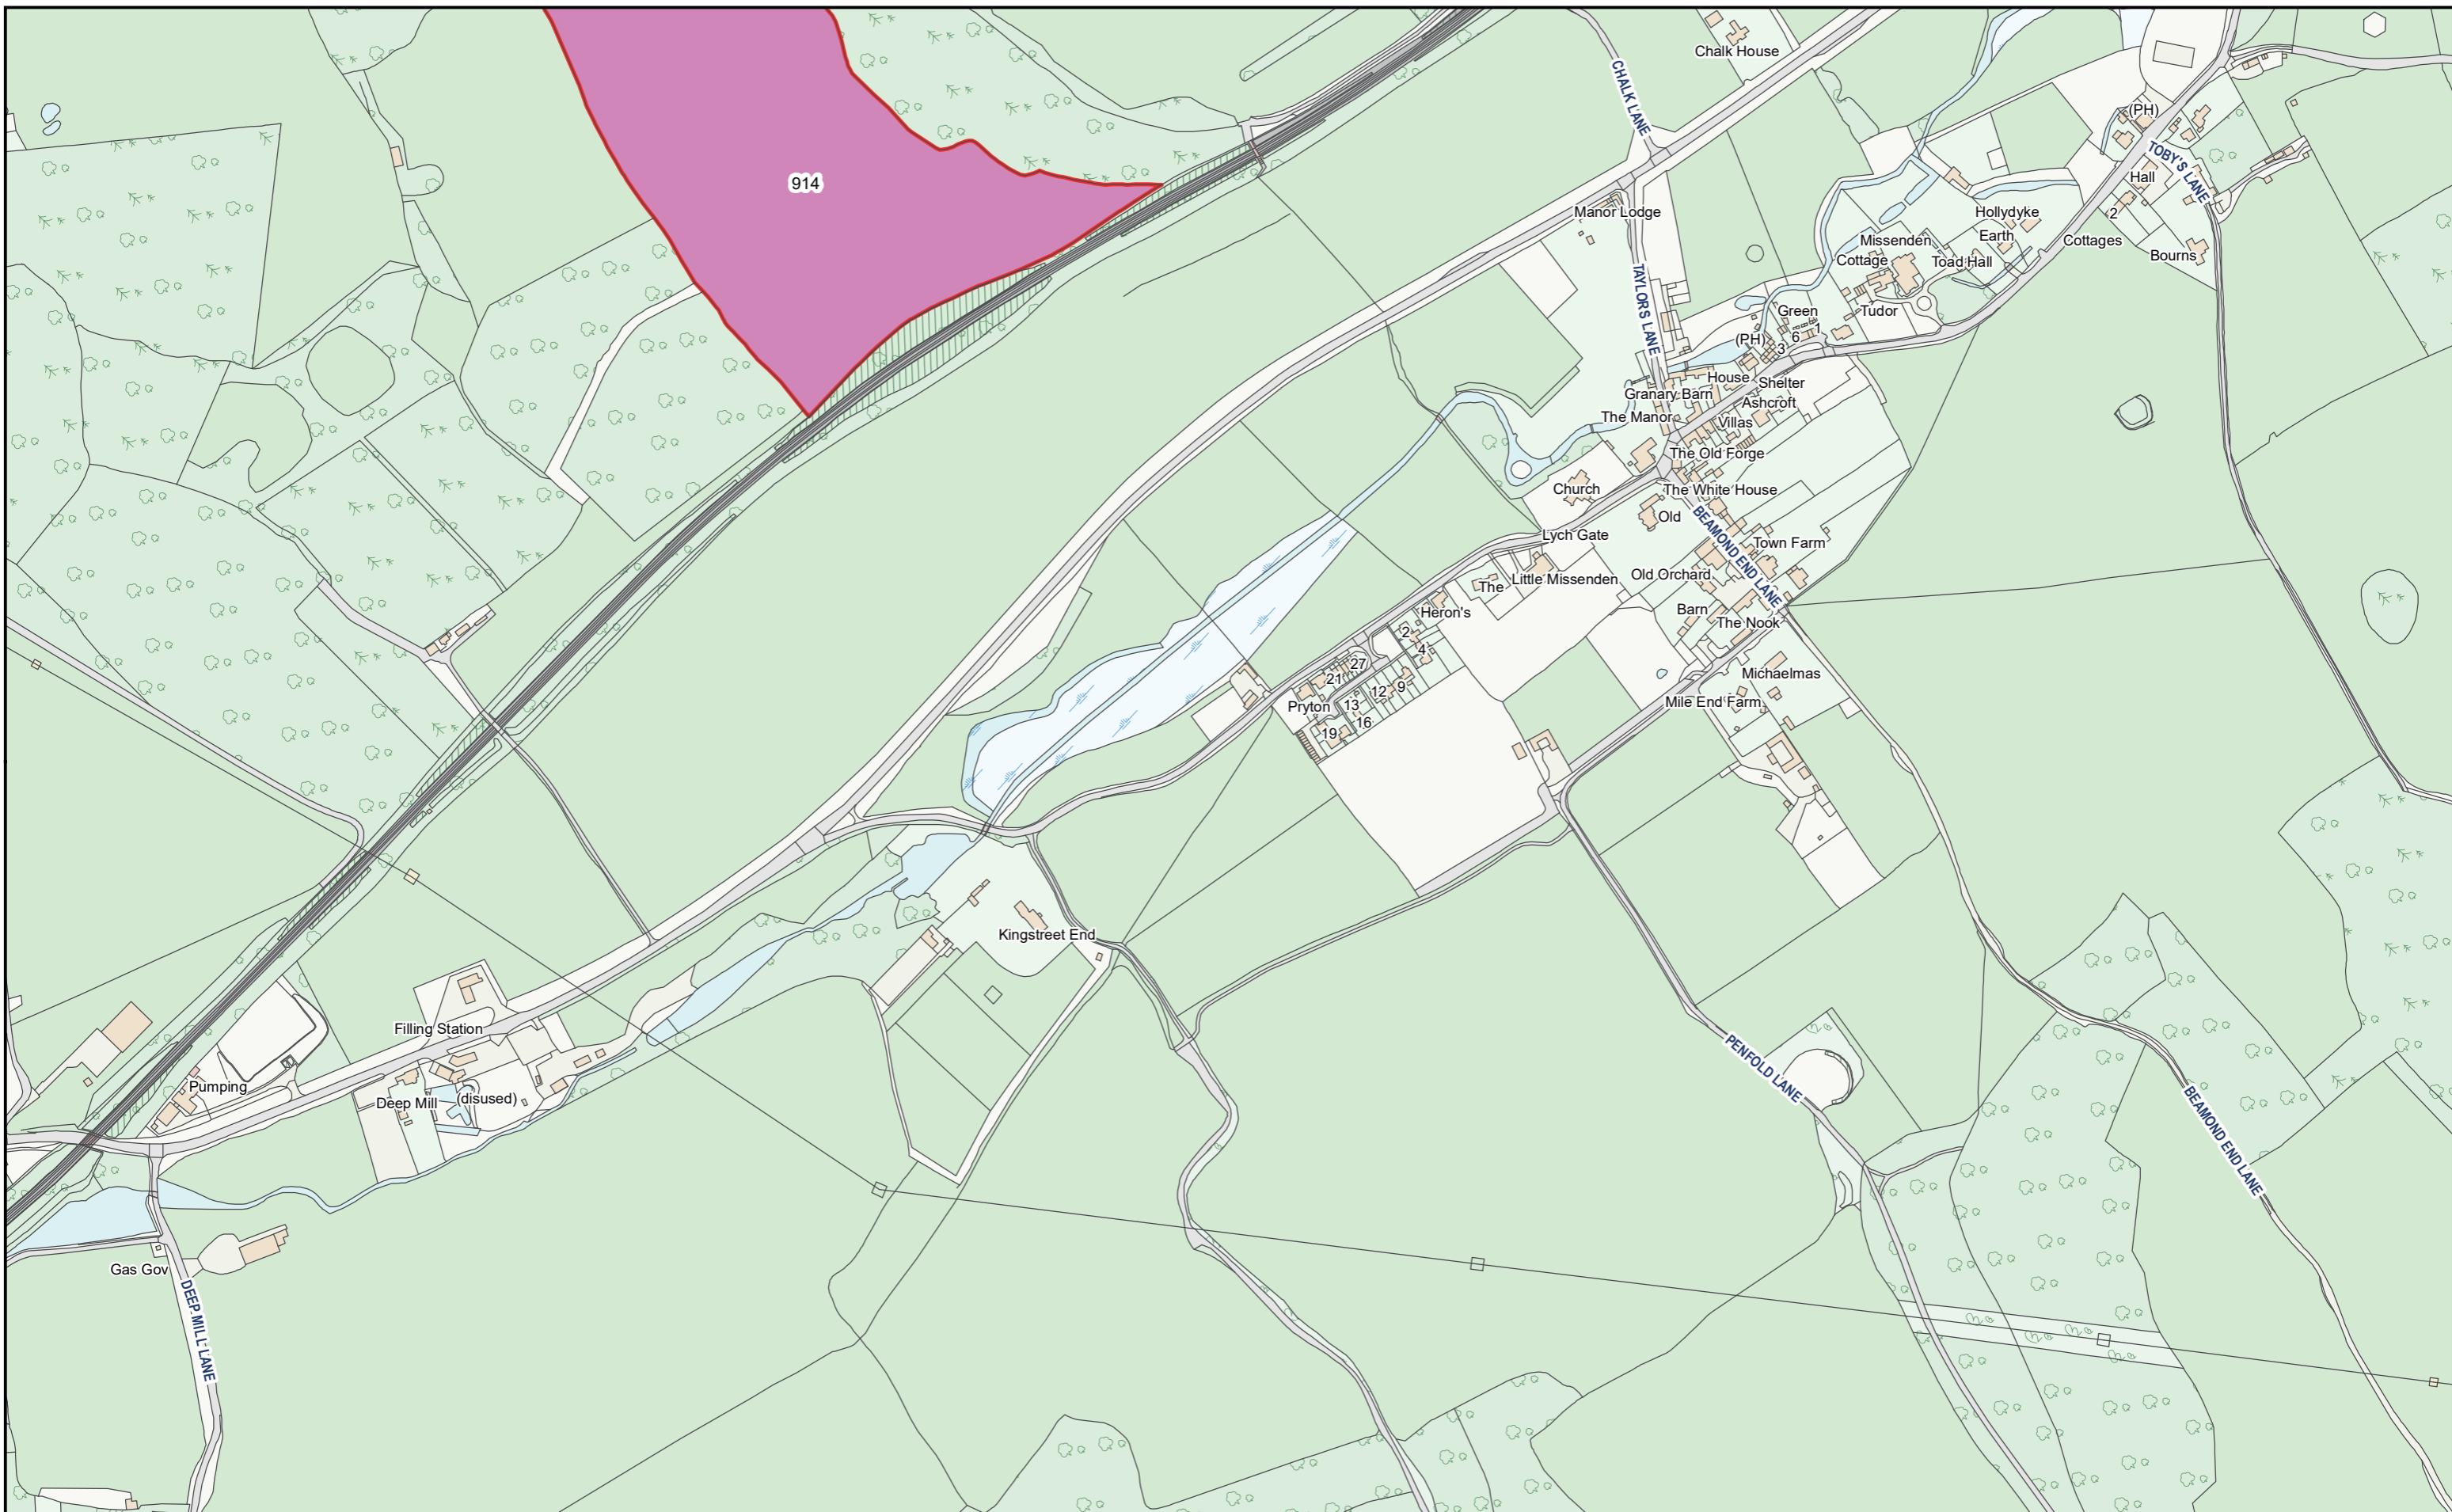 Chalk House
CHALK LANE
(PH)
TOBY'S LANE
914
Hall
Manor Lodge
2
Hollydyke
Earth
Missenden
Cottages
Cottage
Toad Hall
Bourns
TAYLORS LANE
Green
Tudor
1
6
(PH)
3
House
Shelter
Granary Barn
Ashcroft
The Manor
Villas
The Old Forge
Church
The White House
Old
BEAMOND END LANE
Lych Gate
Town Farm
Little Missenden
Old Orchard
The
Heron's
Barn
The Nook
2
4
27
21
Michaelmas
12
9
Pryton
13
Mile End Farm
16
19
Kingstreet End
Filling Station
Pumping
PENFOLD LANE
Deep Mill
(disused)
BEAMOND END LANE
Gas Gov
DEEP MILL LANE